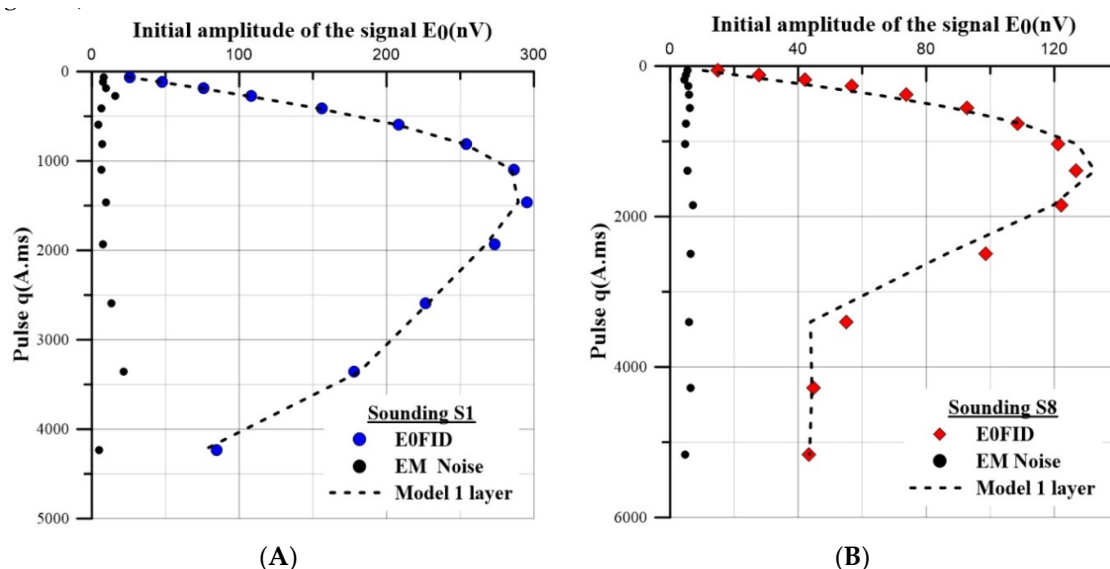 Initial amplitude of the signal E0(nV)
0 100 200 300
0
1000
2000
3000
4000
5000
Pulse q(A.ms)
Sounding S1
E0FID
EM Noise
Model 1 layer
(A)
Initial amplitude of the signal E0(nV)
0 40 80 120
0
2000
4000
6000
Pulse q(A.ms)
Sounding S8
E0FID
EM Noise
Model 1 layer
(B)